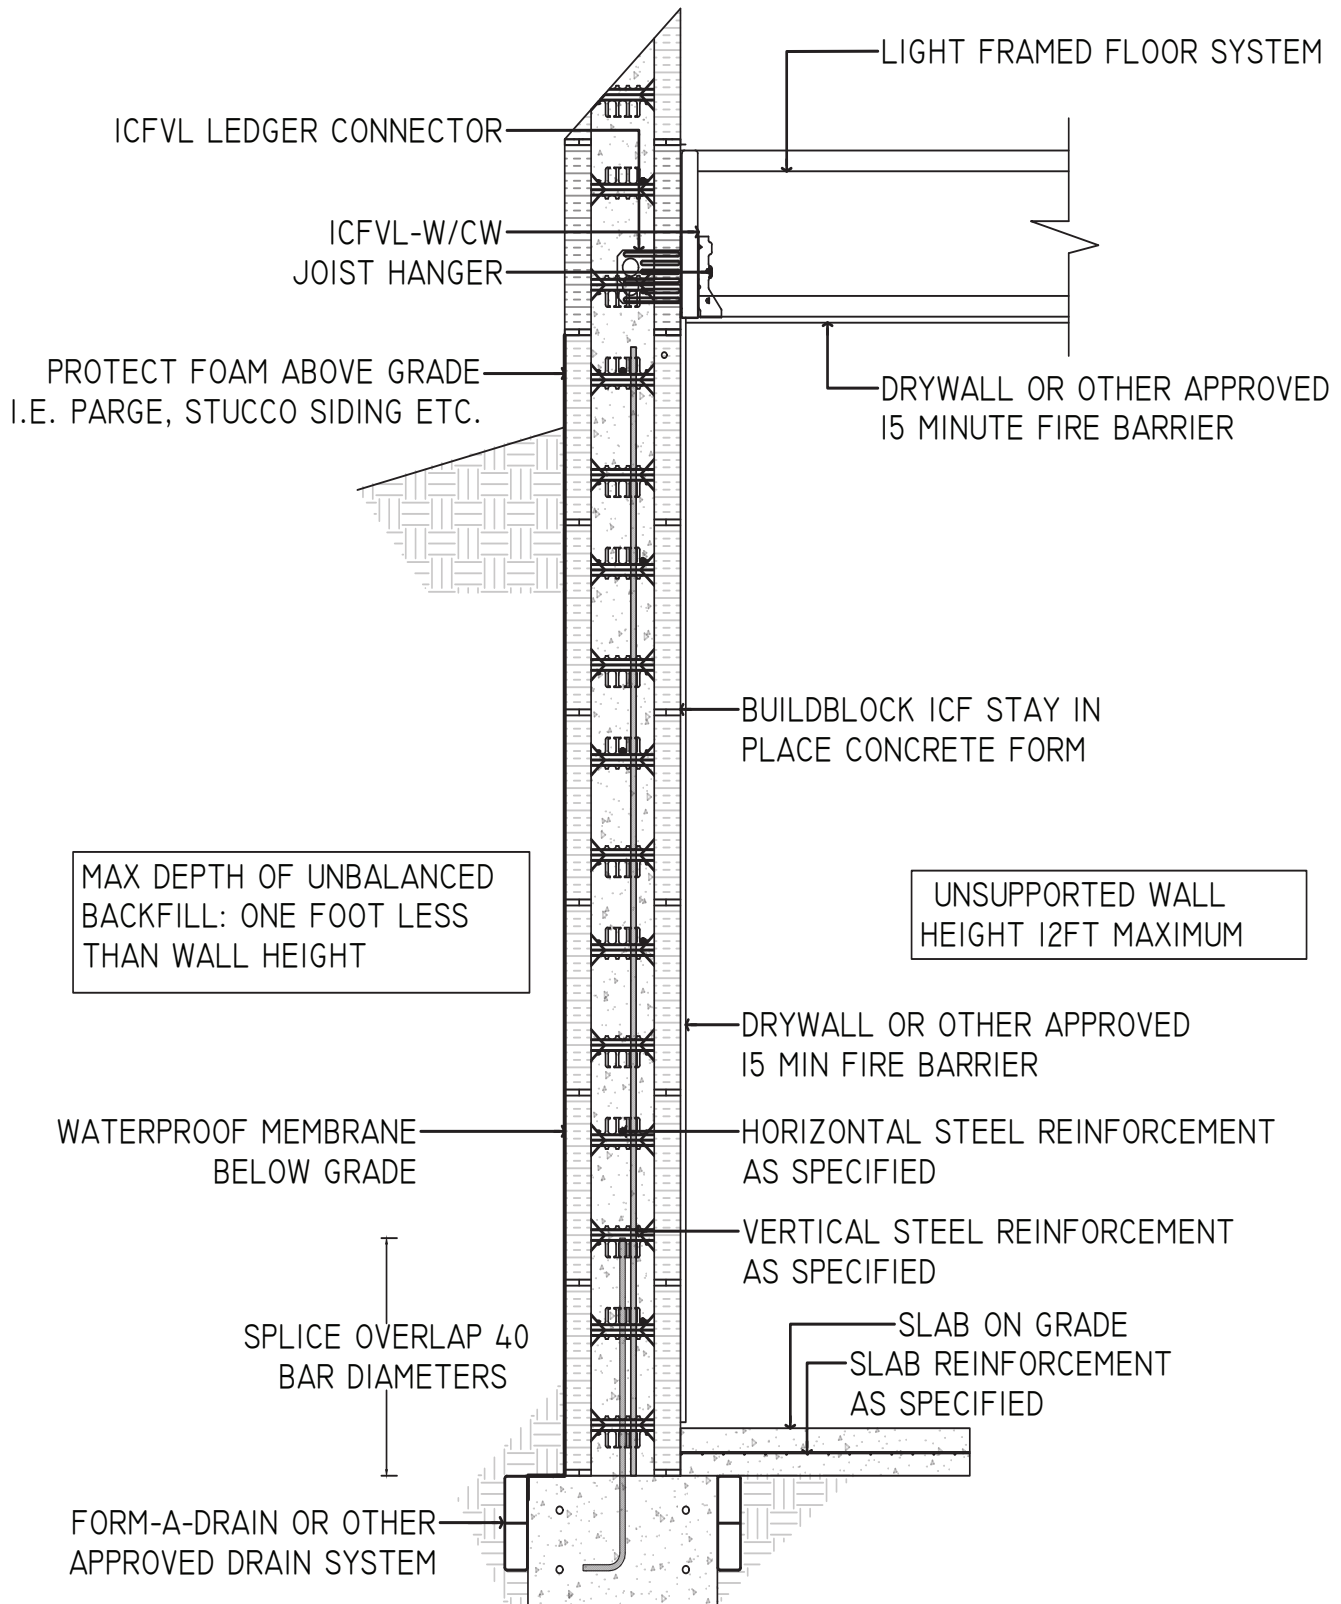 LIGHT FRAMED FLOOR SYSTEM
ICFVL LEDGER CONNECTOR
ICFVL-W/CW
JOIST HANGER
PROTECT FOAM ABOVE GRADE
I.E. PARGE, STUCCO SIDING ETC.
DRYWALL OR OTHER APPROVED
15 MINUTE FIRE BARRIER
BUILDBLOCK ICF STAY IN
PLACE CONCRETE FORM
MAX DEPTH OF UNBALANCED
BACKFILL: ONE FOOT LESS
THAN WALL HEIGHT
UNSUPPORTED WALL
HEIGHT 12FT MAXIMUM
DRYWALL OR OTHER APPROVED
15 MIN FIRE BARRIER
WATERPROOF MEMBRANE
BELOW GRADE
HORIZONTAL STEEL REINFORCEMENT
AS SPECIFIED
VERTICAL STEEL REINFORCEMENT
AS SPECIFIED
SPLICE OVERLAP 40
BAR DIAMETERS
SLAB ON GRADE
SLAB REINFORCEMENT
AS SPECIFIED
FORM-A-DRAIN OR OTHER
APPROVED DRAIN SYSTEM